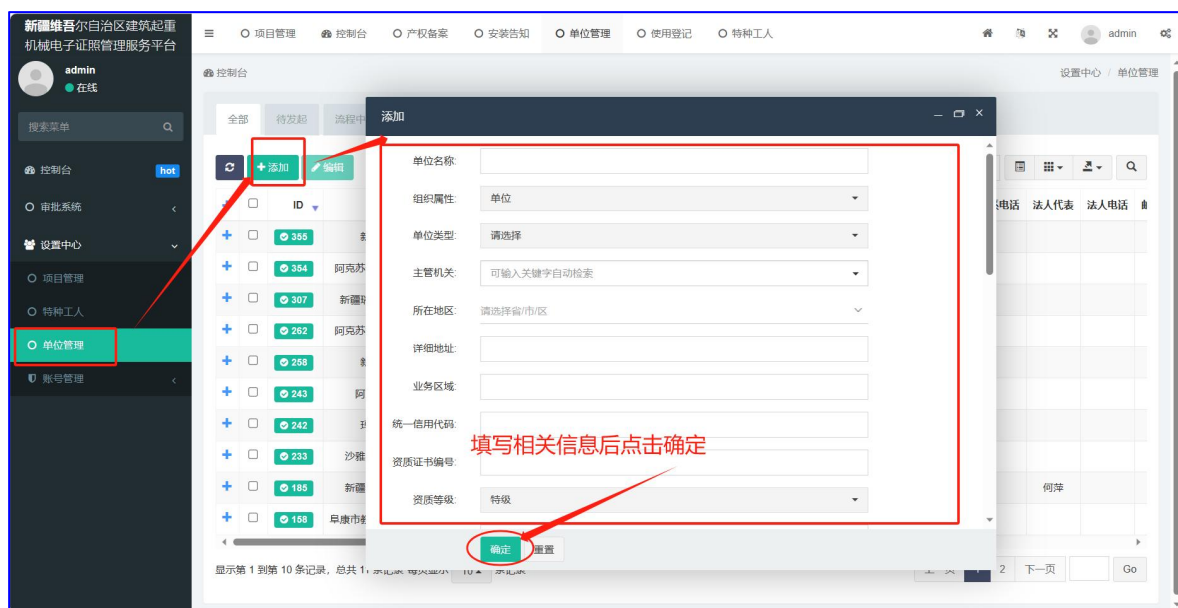 新疆维吾尔自治区建筑起重
机械电子证照管理服务平台
admin
在线
搜索菜单
控制台 hot
审批系统
设置中心
项目管理
特种工人
单位管理
账号管理
项目管理 控制台 产权备案 安装告知 单位管理 使用登记 特种工人 admin
控制台 设置中心 / 单位管理
全部 待发起 流程中
添加 编辑
ID 法人代表 法人电话
355
354 阿克苏
307
262 阿克苏
258
243
242
233 沙雅
185 新疆 何萍
158
显示第 1 到第 10 条记录，总共
2 下一页 Go
添加
单位名称:
组织属性: 单位
单位类型: 请选择
主管机关: 可输入关键字自动检索
所在地区: 请选择省/市/区
详细地址:
业务区域:
统一信用代码:
资质证书编号:
资质等级: 特级
填写相关信息后点击确定
确定 重置